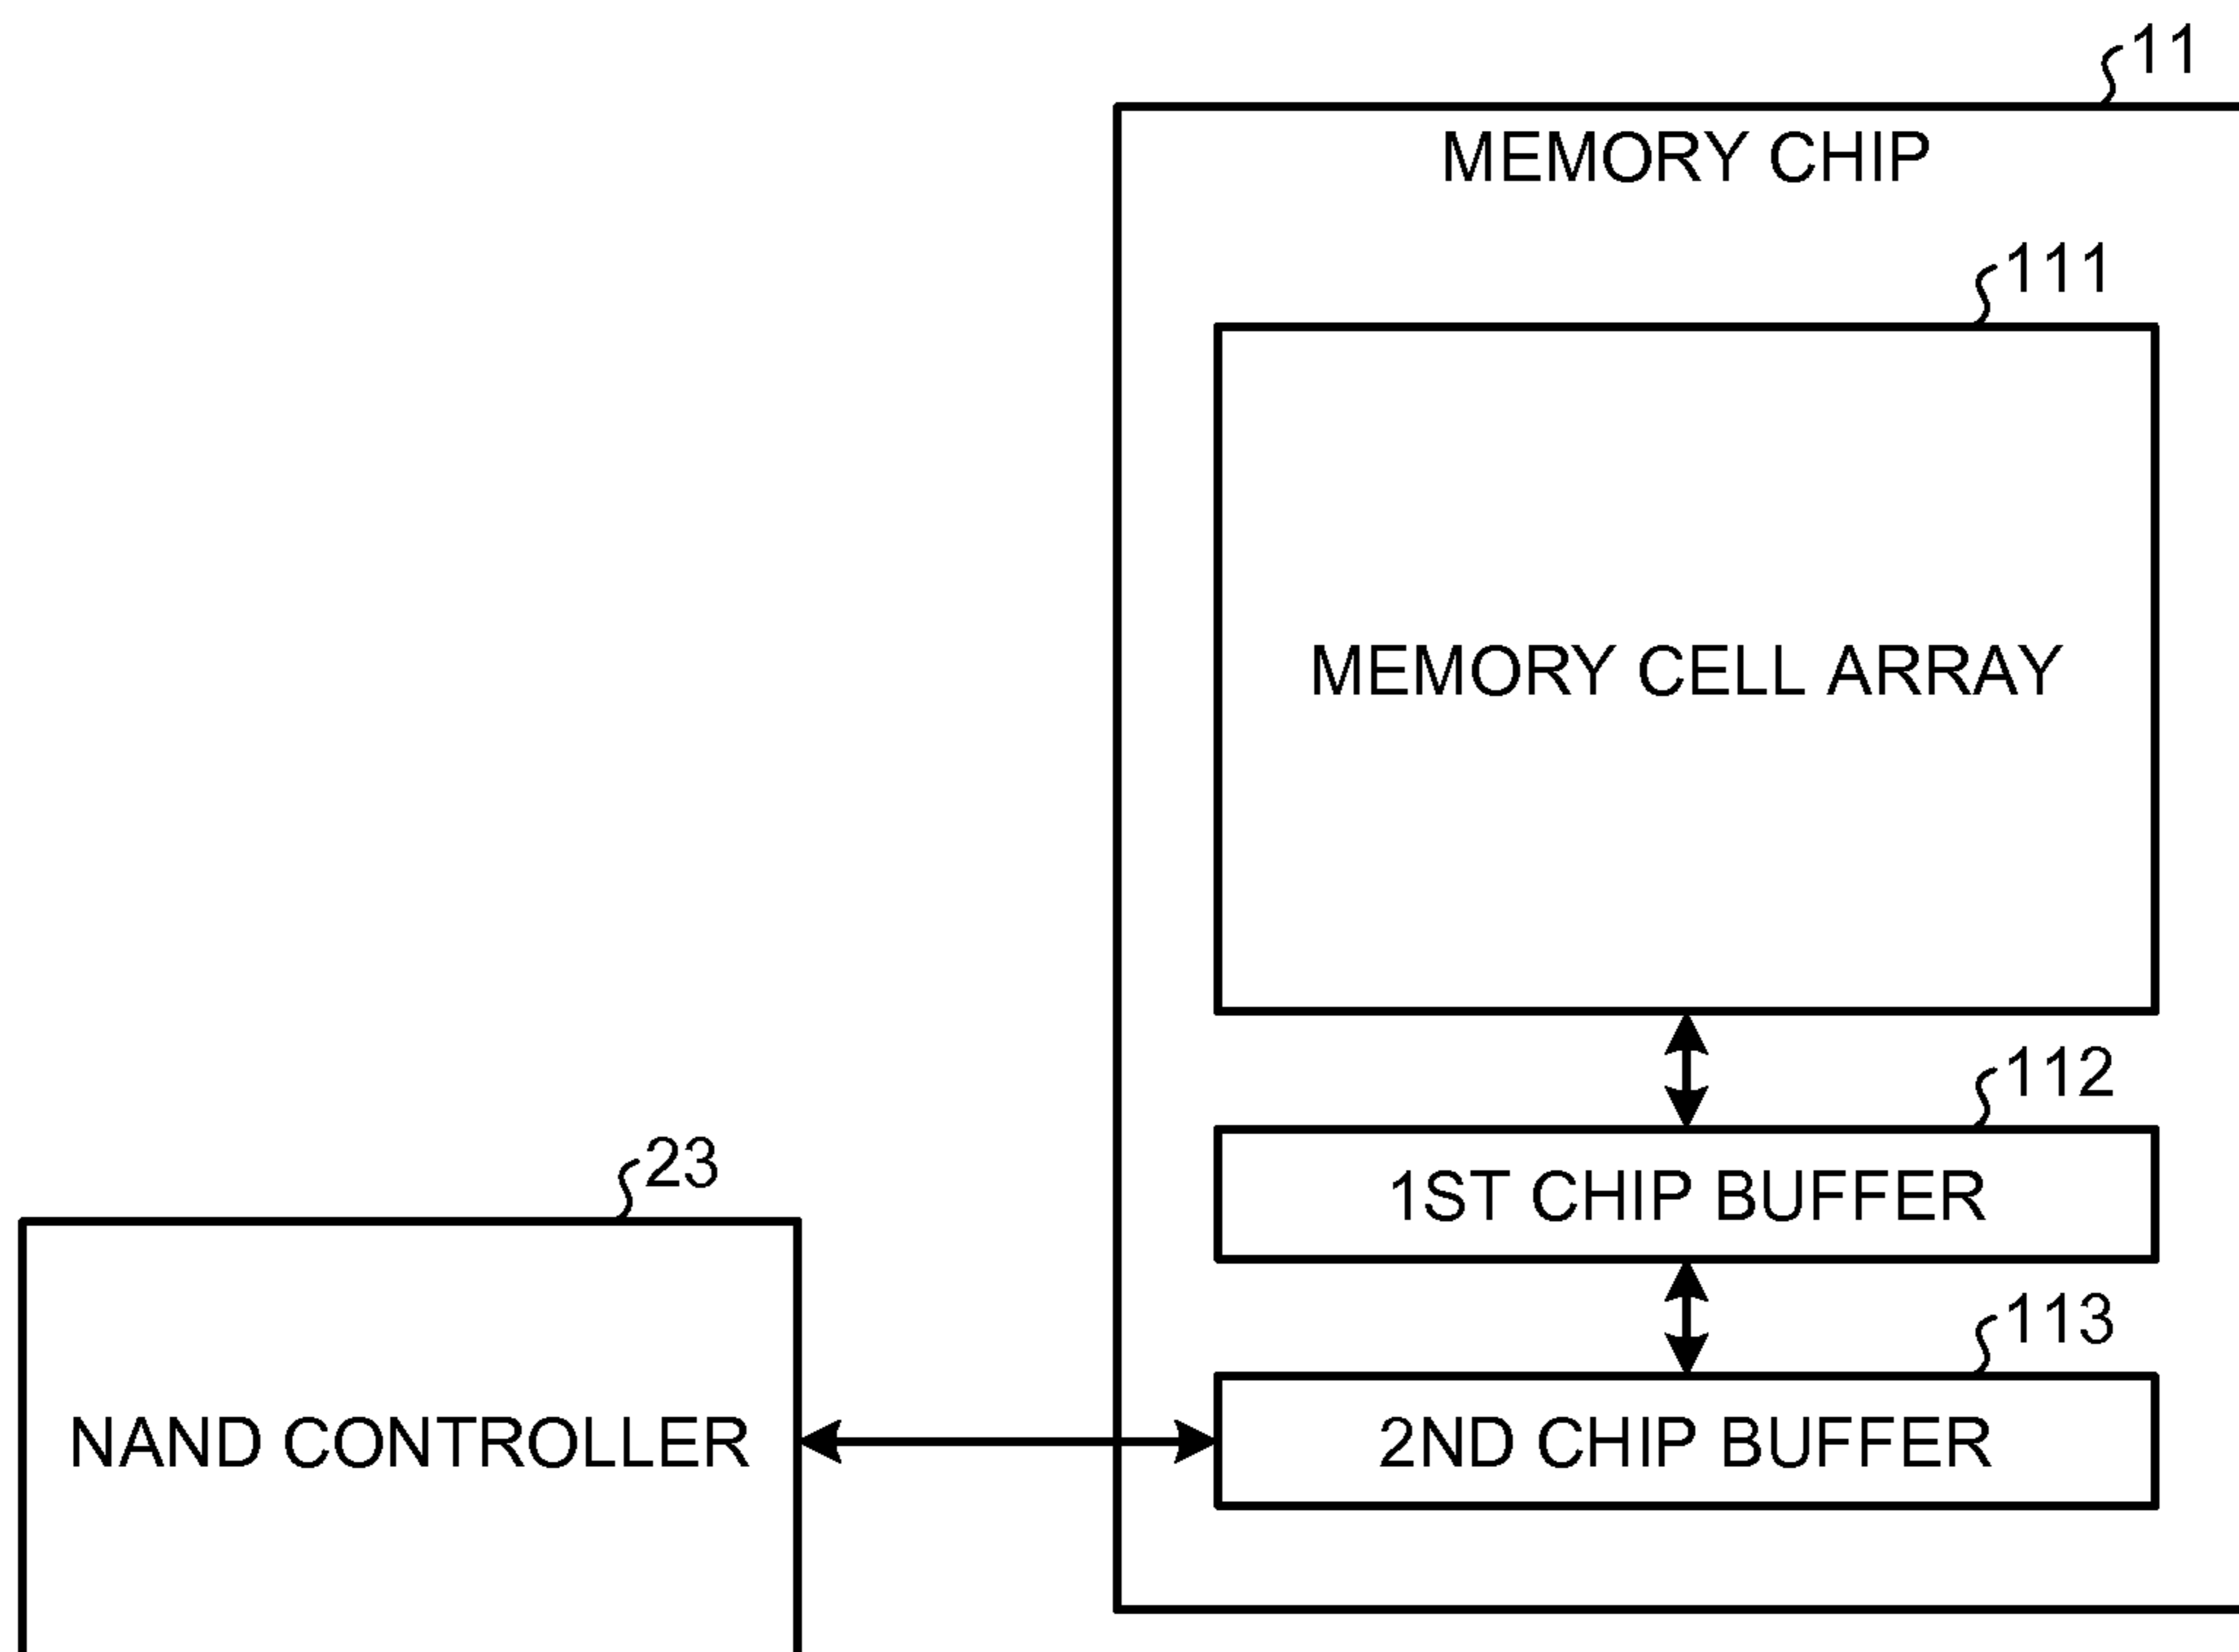 11
MEMORY CHIP
111
MEMORY CELL ARRAY
112
1ST CHIP BUFFER
23
113
NAND CONTROLLER
2ND CHIP BUFFER